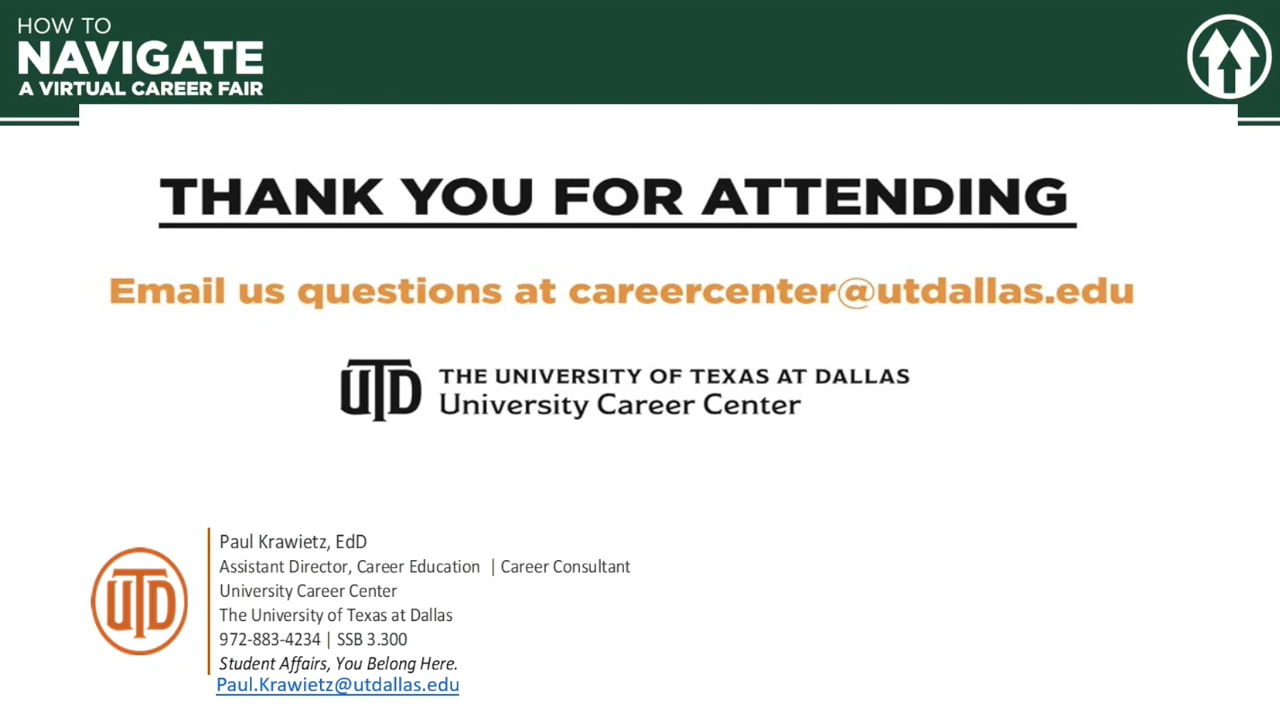 HOW TO
NAVIGATE
A VIRTUAL CAREER FAIR
THANK YOU FOR ATTENDING
Email us questions at careercenter@utdallas.edu
UTD
THE UNIVERSITY OF TEXAS AT DALLAS
University Career Center
UTD
Paul Krawietz, EdD
Assistant Director, Career Education | Career Consultant
University Career Center
The University of Texas at Dallas
972-883-4234 | SSB 3.300
Student Affairs, You Belong Here.
Paul.Krawietz@utdallas.edu